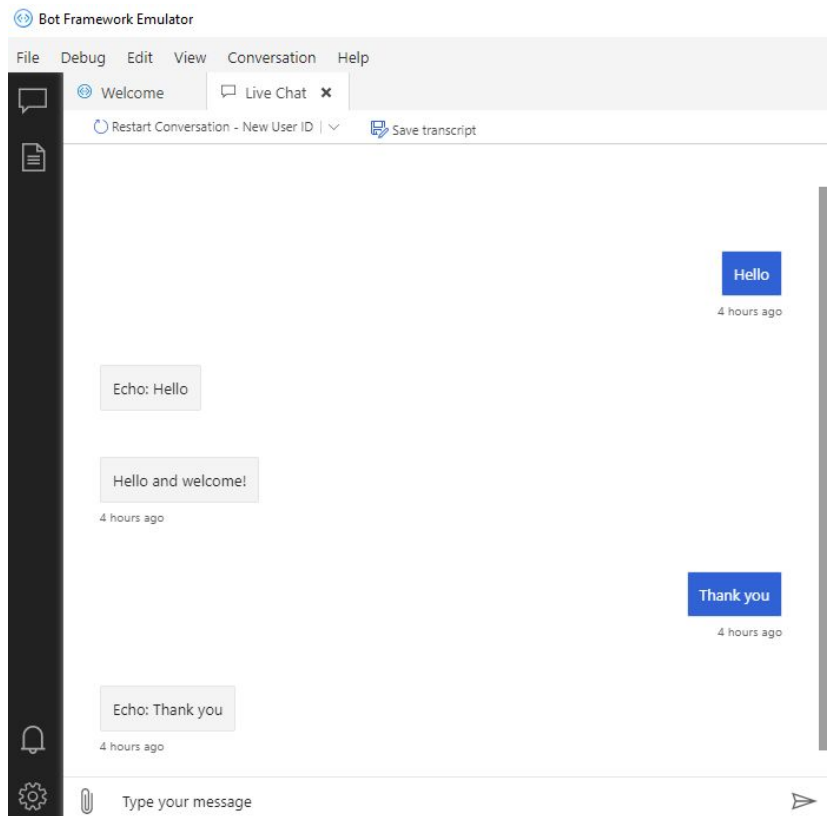 Bot Framework Emulator
File Debug Edit View Conversation Help
Welcome Live Chat
Restart Conversation - New User ID Save transcript
Hello
4 hours ago
Echo: Hello
Hello and welcome!
4 hours ago
Thank you
4 hours ago
Echo: Thank you
4 hours ago
Type your message